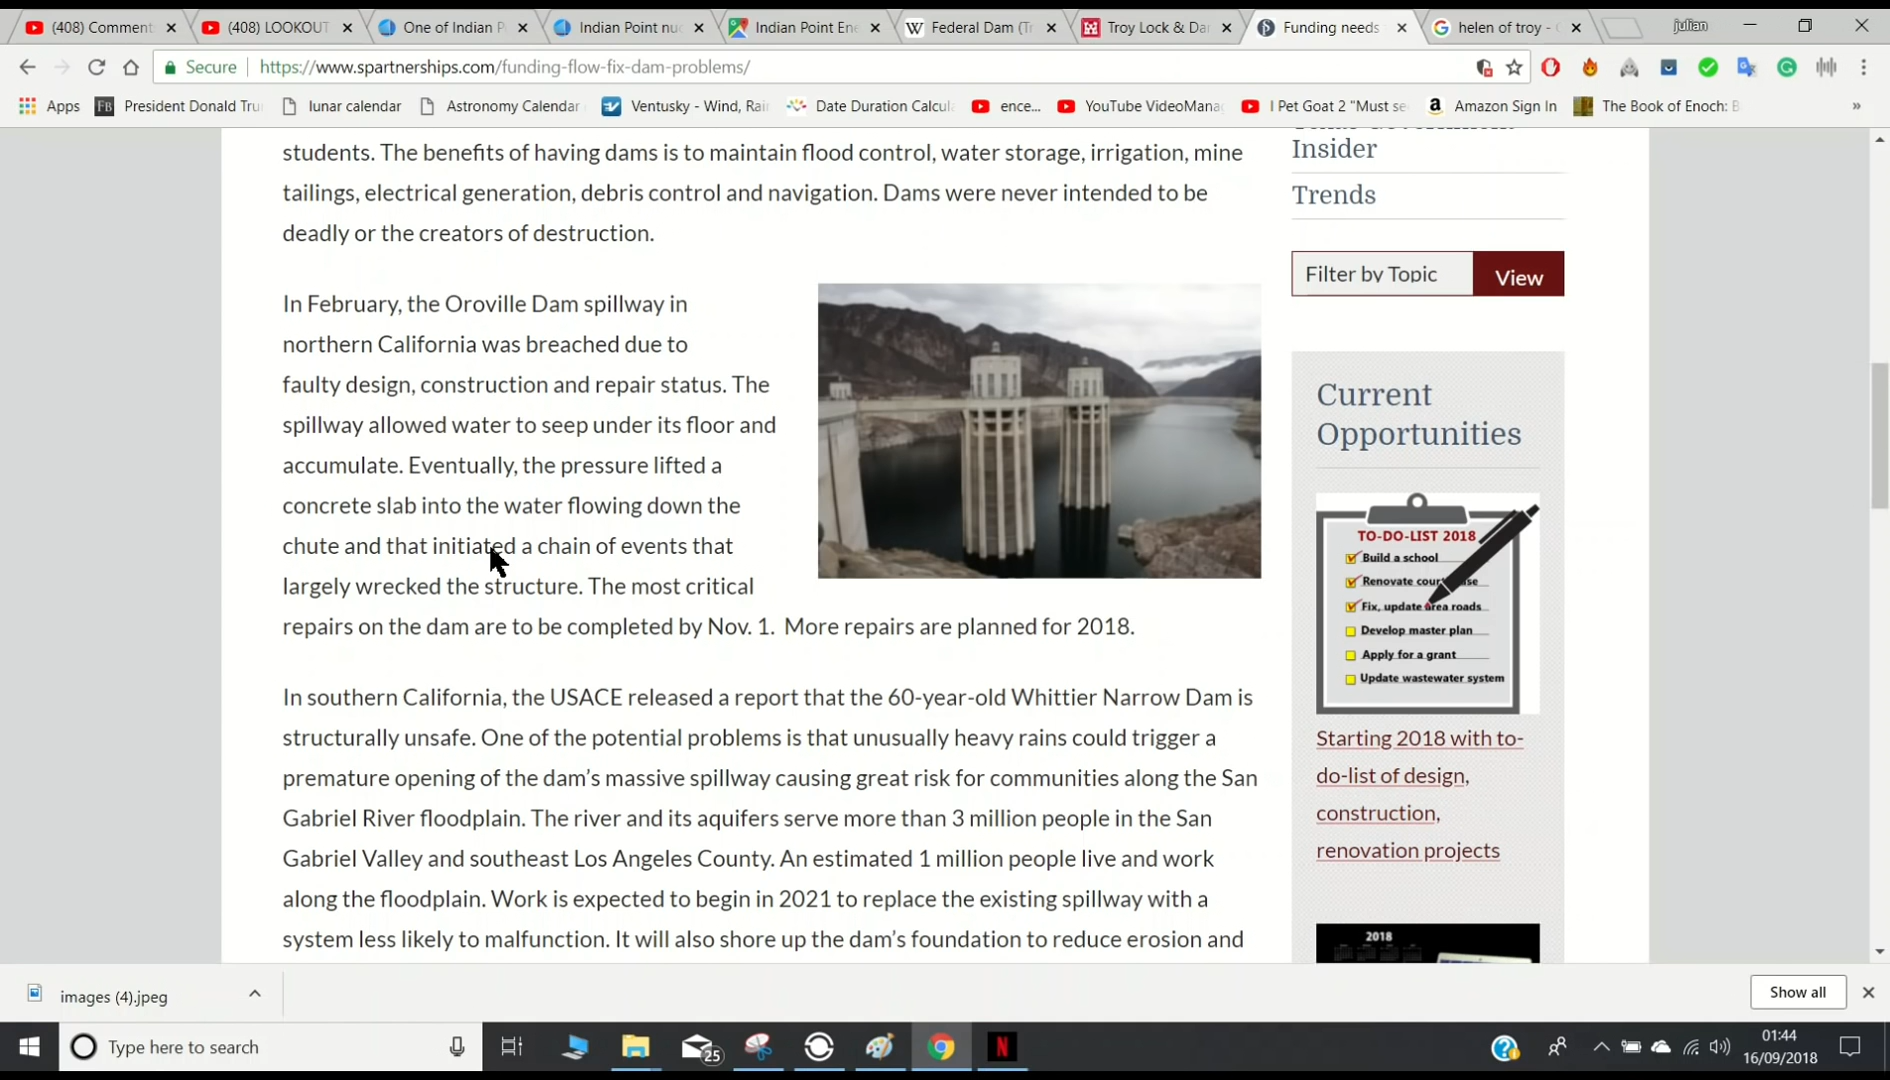 (408) Comment
(408) LOOKOUT
One of Indian P
Indian Point nuc
Indian Point Ene
Federal Dam (Tr
Troy Lock & Dam
Funding needs
helen of troy -
julian
Secure
https://www.spartnerships.com/funding-flow-fix-dam-problems/
Apps
President Donald Tru
lunar calendar
Astronomy Calendar
Ventusky - Wind, Rain
Date Duration Calcula
ence...
YouTube VideoManag
I Pet Goat 2 "Must se
Amazon Sign In
The Book of Enoch:
students. The benefits of having dams is to maintain flood control, water storage, irrigation, mine
tailings, electrical generation, debris control and navigation. Dams were never intended to be
deadly or the creators of destruction.
In February, the Oroville Dam spillway in
northern California was breached due to
faulty design, construction and repair status. The
spillway allowed water to seep under its floor and
accumulate. Eventually, the pressure lifted a
concrete slab into the water flowing down the
chute and that initiated a chain of events that
largely wrecked the structure. The most critical
repairs on the dam are to be completed by Nov. 1. More repairs are planned for 2018.
In southern California, the USACE released a report that the 60-year-old Whittier Narrow Dam is
structurally unsafe. One of the potential problems is that unusually heavy rains could trigger a
premature opening of the dam's massive spillway causing great risk for communities along the San
Gabriel River floodplain. The river and its aquifers serve more than 3 million people in the San
Gabriel Valley and southeast Los Angeles County. An estimated 1 million people live and work
along the floodplain. Work is expected to begin in 2021 to replace the existing spillway with a
system less likely to malfunction. It will also shore up the dam's foundation to reduce erosion and
Insider
Trends
Filter by Topic
View
Current
Opportunities
TO-DO-LIST 2018
Build a school
Renovate
Fix, update area roads
Develop master plan
Apply for a grant
Update wastewater system
Starting 2018 with to-
do-list of design,
construction,
renovation projects
2018
images (4).jpeg
Show all
Type here to search
25
01:44
16/09/2018